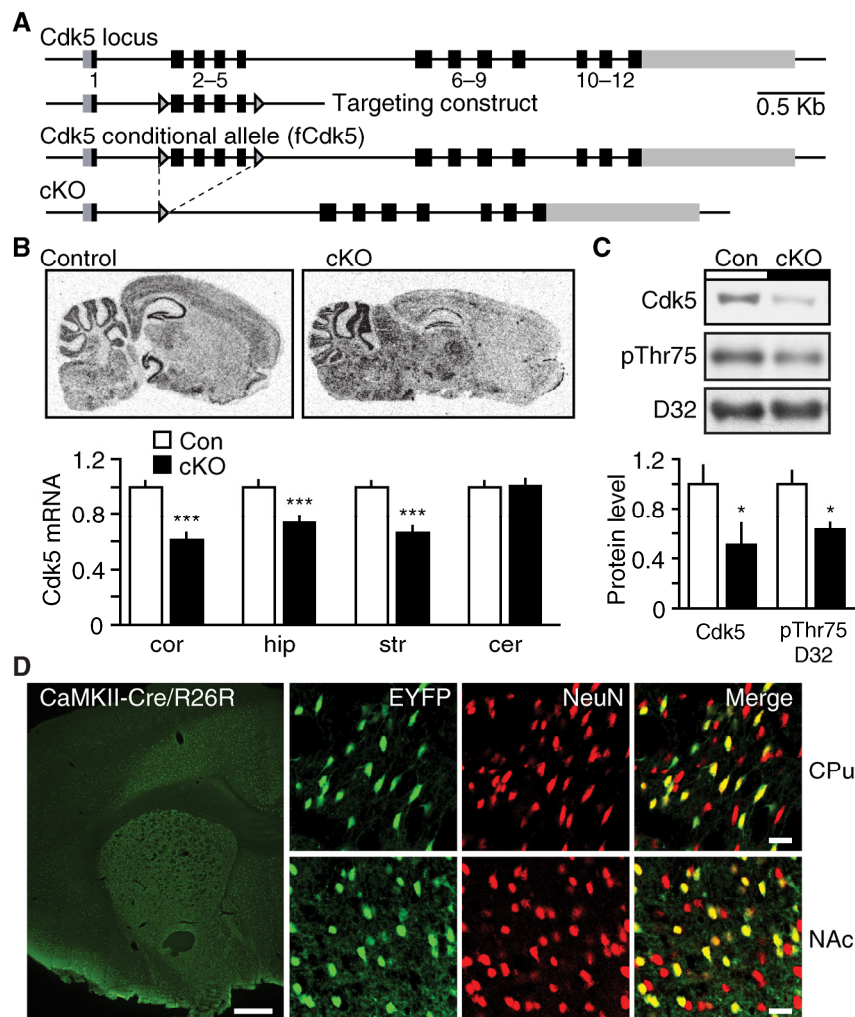 A
Cdk5 locus
1 2–5 6–9 10–12
Targeting construct
0.5 Kb
Cdk5 conditional allele (fCdk5)
cKO
B
Control cKO
Con
cKO
Cdk5 mRNA
1.2
0.8
0.4
0
*** *** ***
cor hip str cer
C
Con cKO
Cdk5
pThr75
D32
Protein level
1.2
0.8
0.4
0
* *
Cdk5 pThr75
D32
D
CaMKII-Cre/R26R EYFP NeuN Merge
CPu
NAc